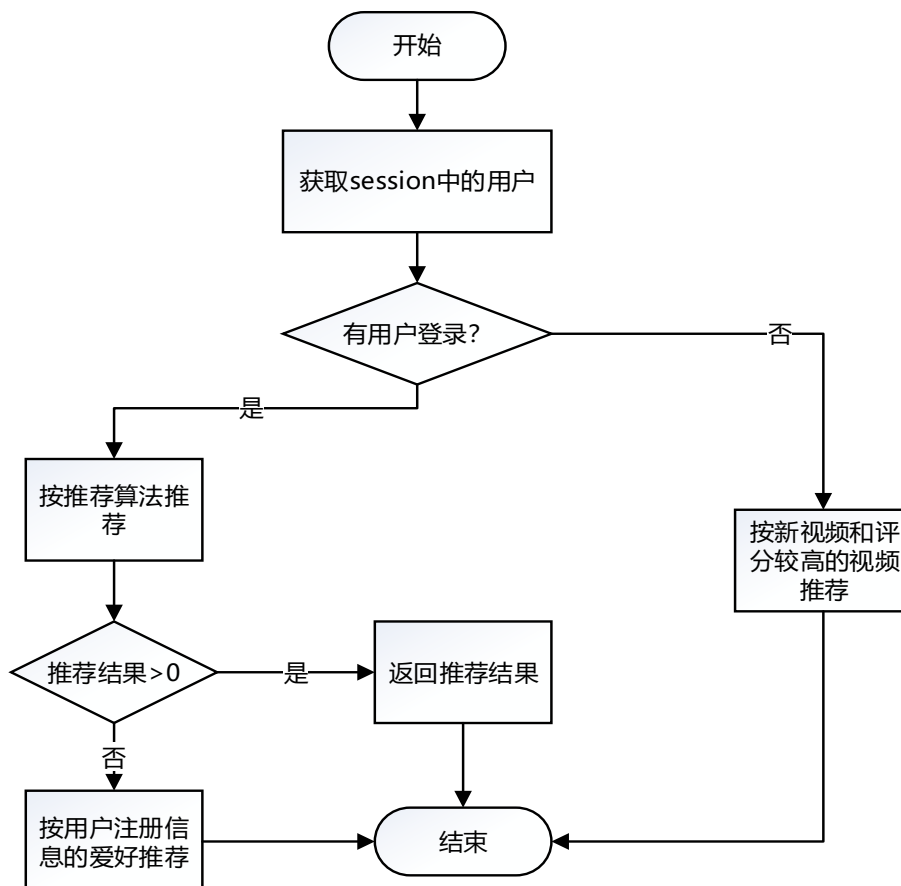 开始
获取session中的用户
有用户登录？
否
是
按推荐算法推
荐
按新视频和评
分较高的视频
推荐
推荐结果>0
是
返回推荐结果
否
按用户注册信
息的爱好推荐
结束